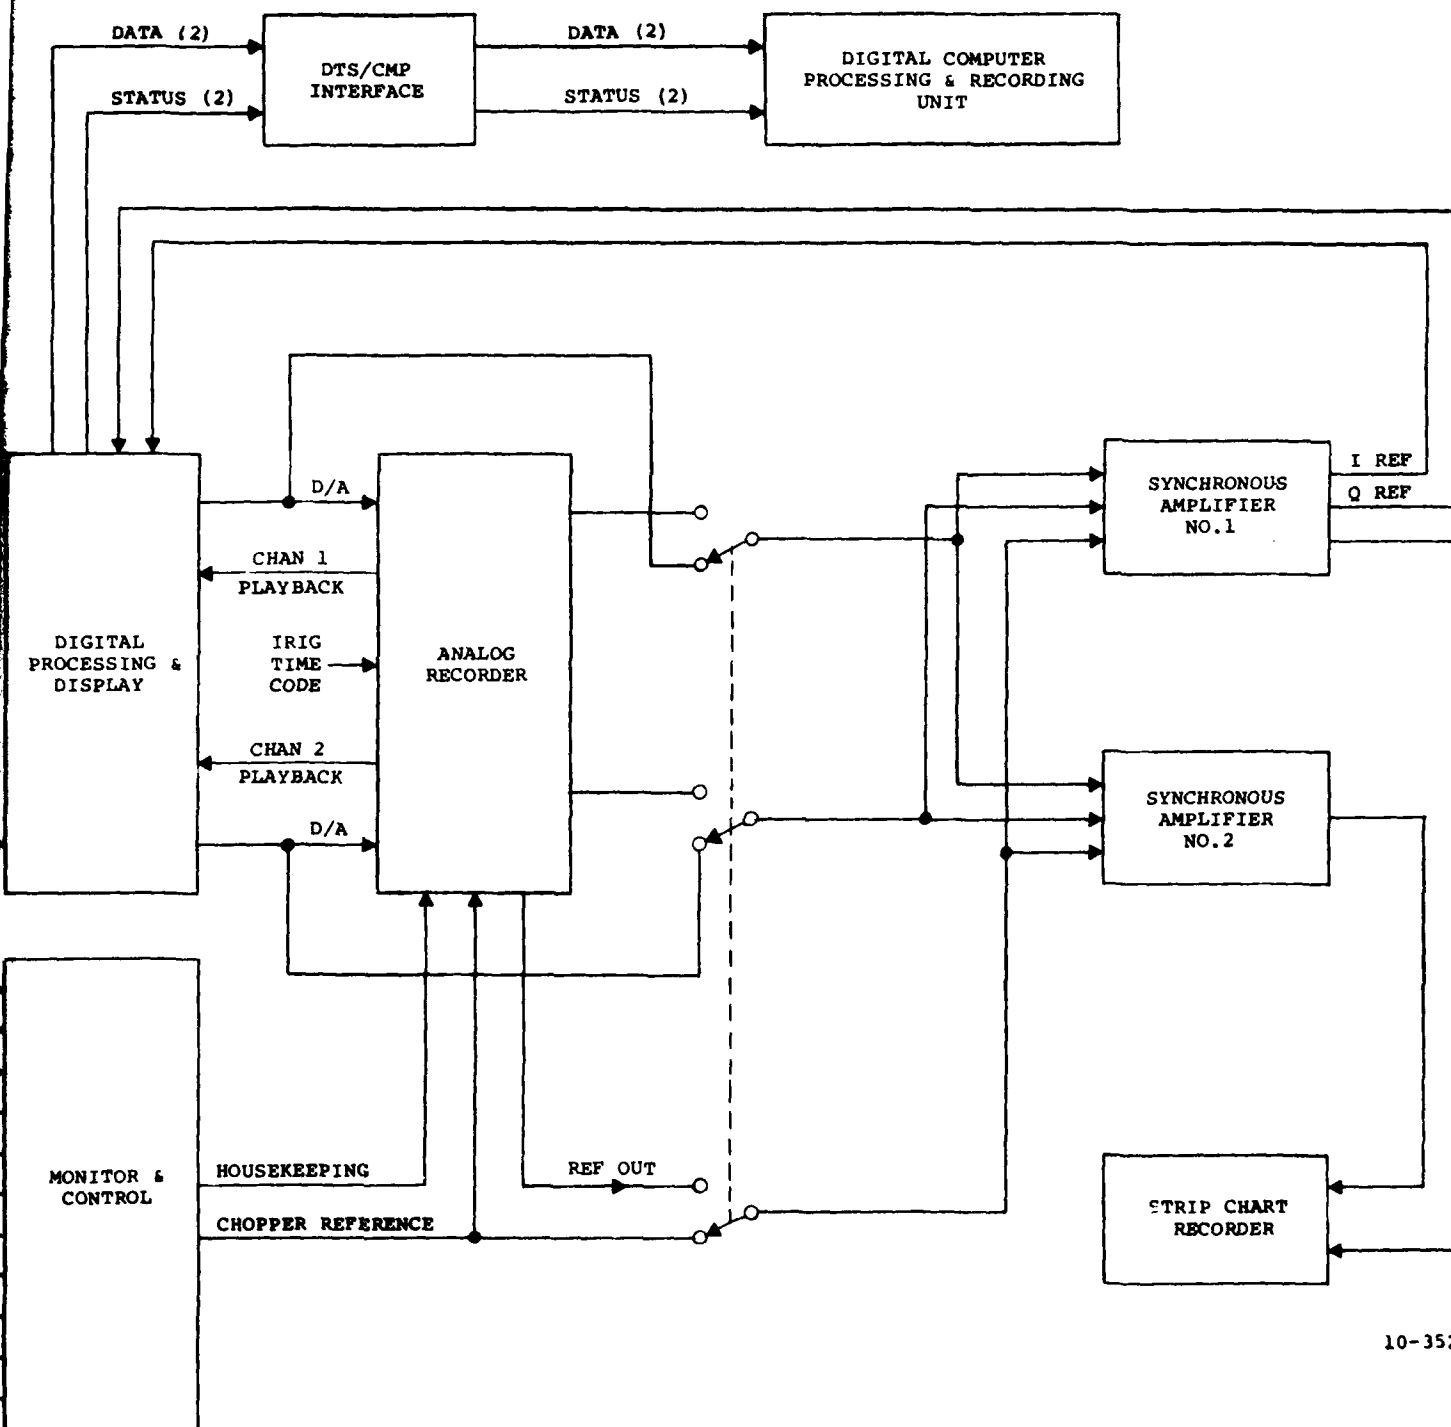 DATA (2)
DATA (2)
DTS/CMP
INTERFACE
DIGITAL COMPUTER
PROCESSING & RECORDING
UNIT
STATUS (2)
STATUS (2)
I REF
Q REF
SYNCHRONOUS
AMPLIFIER
NO.1
D/A
CHAN 1
PLAYBACK
DIGITAL
PROCESSING &
DISPLAY
IRIG
TIME
CODE
ANALOG
RECORDER
CHAN 2
PLAYBACK
D/A
SYNCHRONOUS
AMPLIFIER
NO.2
MONITOR &
CONTROL
HOUSEKEEPING
REF OUT
CHOPPER REFERENCE
STRIP CHART
RECORDER
10-352